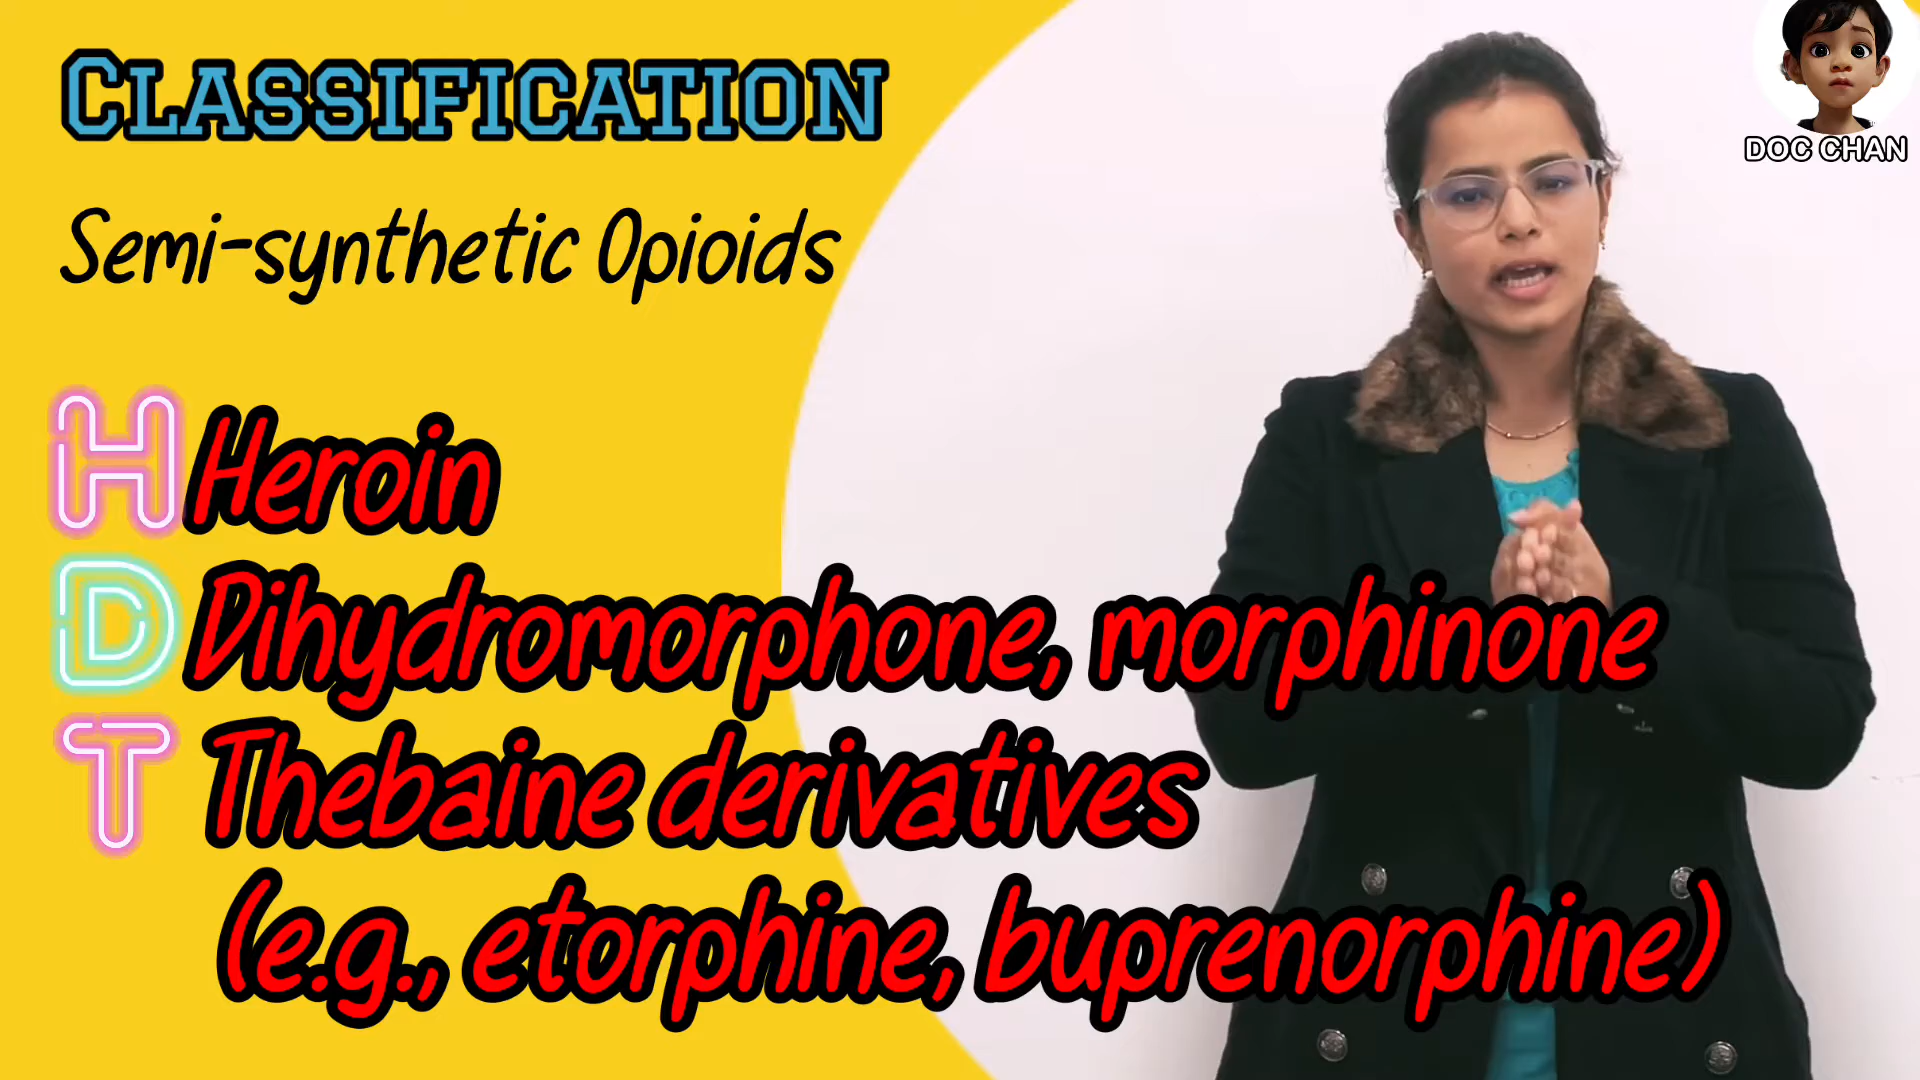 CLASSIFICATION
DOC CHAN
Semi-synthetic Opioids
H Heroin
D Dihydromorphone, morphinone
T Thebaine derivatives
(e.g., etorphine, buprenorphine)